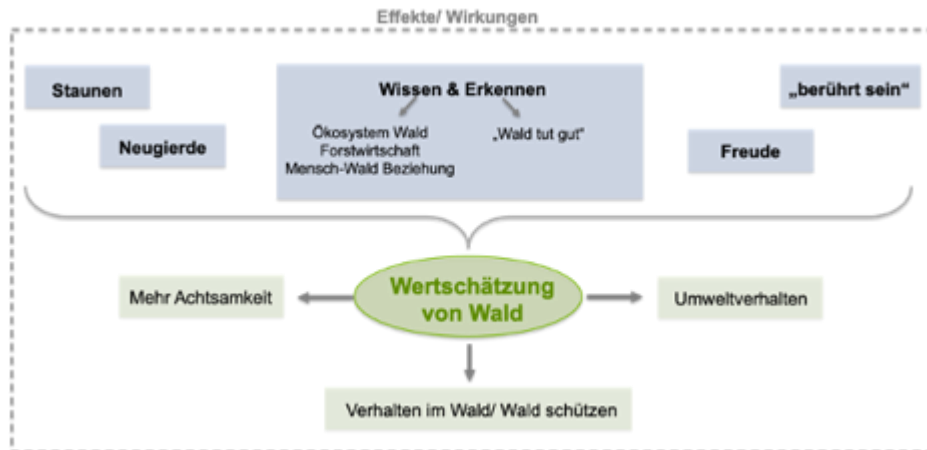 Effekte/ Wirkungen
Staunen
Neugierde
Wissen & Erkennen
Ökosystem Wald
Forstwirtschaft
Mensch-Wald Beziehung
„Wald tut gut“
„berührt sein“
Freude
Wertschätzung
von Wald
Mehr Achtsamkeit
Umweltverhalten
Verhalten im Wald/ Wald schützen